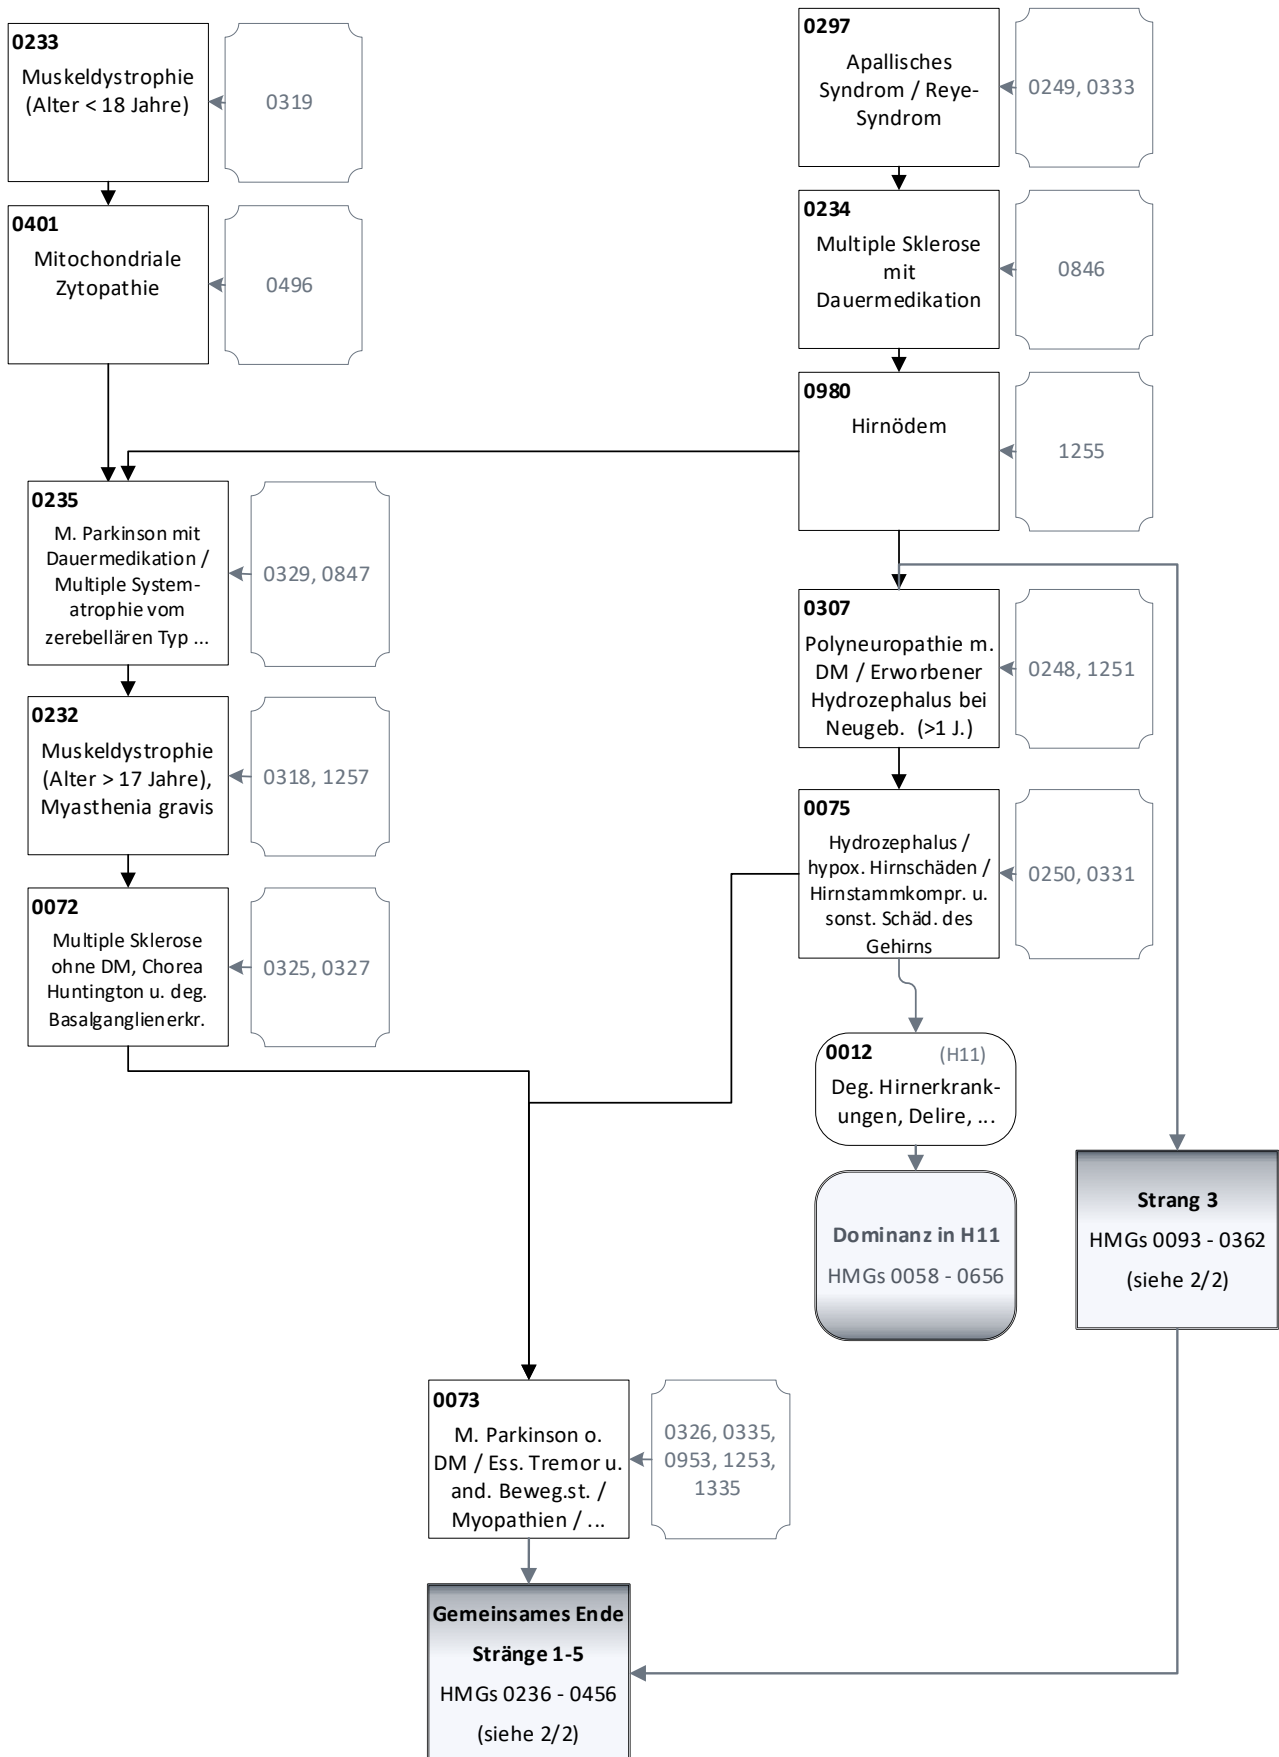 0233
Muskeldystrophie
(Alter < 18 Jahre)
0319
0297
Apallisches
Syndrom / Reye-
Syndrom
0249, 0333
0401
Mitochondriale
Zytopathie
0496
0234
Multiple Sklerose
mit
Dauermedikation
0846
0980
Hirnödem
1255
0235
M. Parkinson mit
Dauermedikation /
Multiple System-
atrophie vom
zerebellären Typ ...
0329, 0847
0307
Polyneuropathie m.
DM / Erworbener
Hydrozephalus bei
Neugeb. (>1 J.)
0248, 1251
0232
Muskeldystrophie
(Alter > 17 Jahre),
Myasthenia gravis
0318, 1257
0075
Hydrozephalus /
hypox. Hirnschäden /
Hirnstammkompr. u.
sonst. Schäd. des
Gehirns
0250, 0331
0072
Multiple Sklerose
ohne DM, Chorea
Huntington u. deg.
Basalganglienerkr.
0325, 0327
0012 (H11)
Deg. Hirnerkrank-
ungen, Delire, ...
Dominanz in H11
HMGs 0058 - 0656
Strang 3
HMGs 0093 - 0362
(siehe 2/2)
0073
M. Parkinson o.
DM / Ess. Tremor u.
and. Beweg.st. /
Myopathien / ...
0326, 0335,
0953, 1253,
1335
Gemeinsames Ende
Stränge 1-5
HMGs 0236 - 0456
(siehe 2/2)